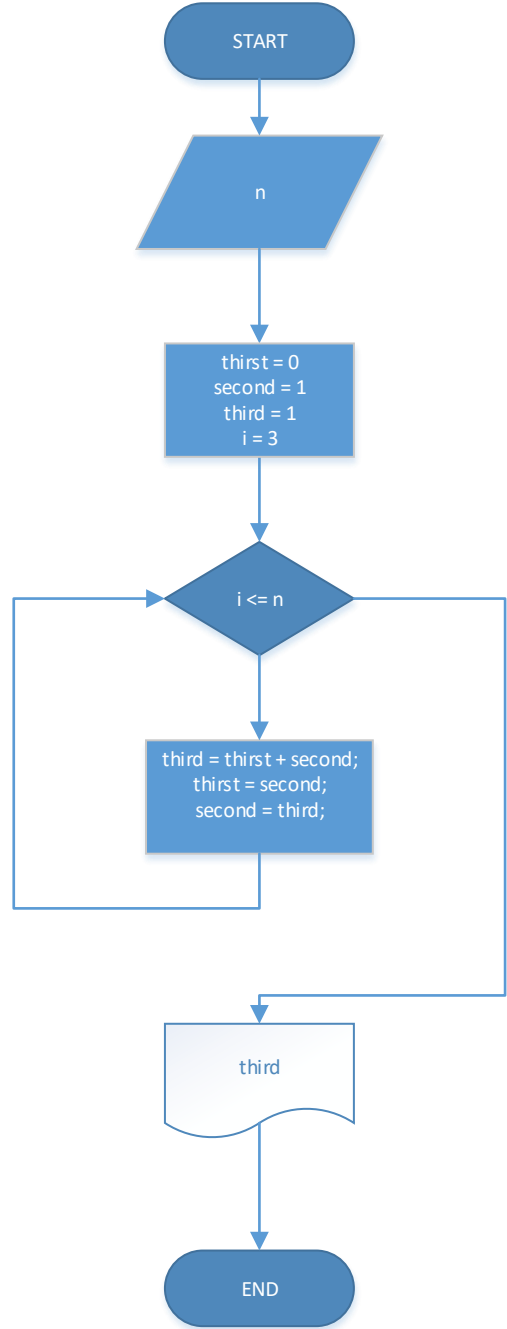 START
n
thirst = 0
second = 1
third = 1
i = 3
i <= n
third = thirst + second;
thirst = second;
second = third;
third
END